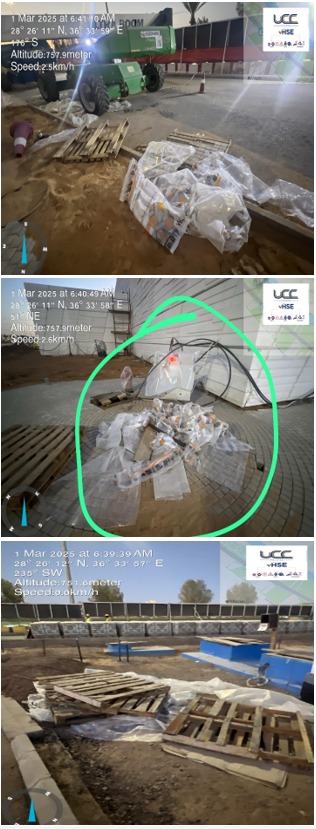 1 Mar 2025 at 6:41:10 AM
28° 26' 11" N, 36° 33' 59" E
176° S
Altitude:757.9meter
Speed:2.5km/h
UCC
vHSE
BOOM
1 Mar 2025 at 6:40:49 AM
28° 26' 11" N, 36° 33' 58" E
51° NE
Altitude:757.9meter
Speed:2.6km/h
UCC
vHSE
1 Mar 2025 at 6:39:39 AM
28° 26' 12" N, 36° 33' 57" E
235° SW
Altitude:751.6meter
Speed:0.0km/h
UCC
vHSE